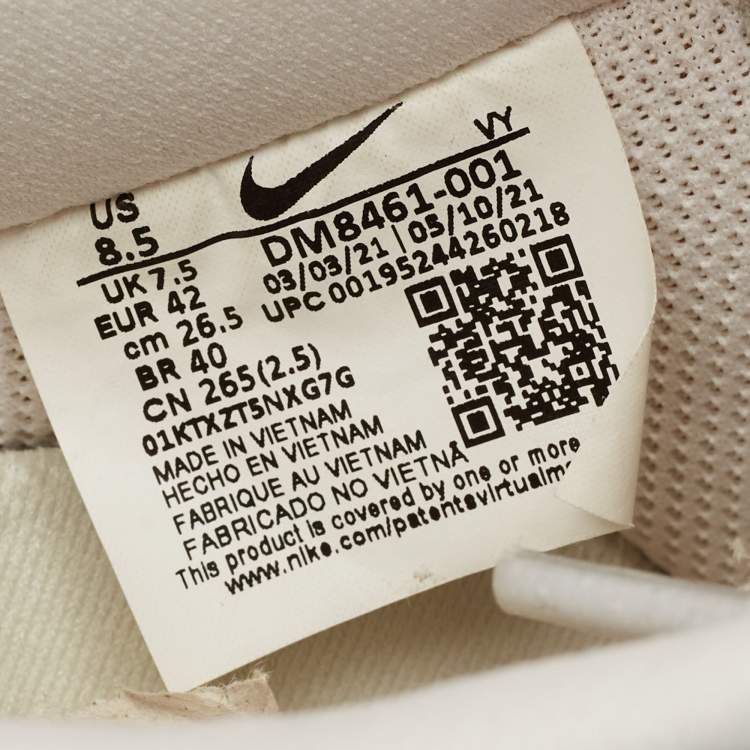 VY
US
8.5
UK 7.5
EUR 42
cm 26.5
BR 40
CN 265(2.5)
DM8461-001
03/03/21 | 05/10/21
UPC 00195244260218
01KTXZT5NXG7G
MADE IN VIETNAM
HECHO EN VIETNAM
FABRIQUE AU VIETNAM
FABRICADO NO VIETNÃ
This product is covered by one or more
www.nike.com/patentsvirtualm